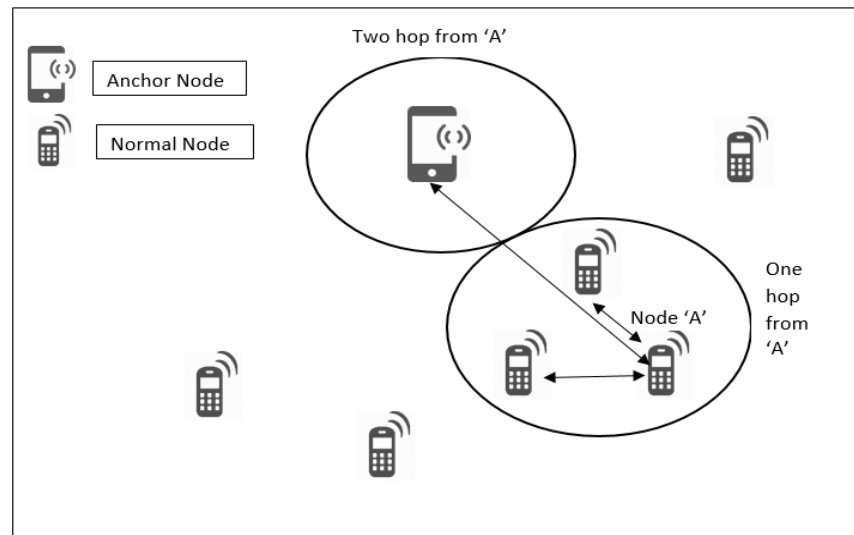 Two hop from ‘A’
Anchor Node
Normal Node
One
hop
from
‘A’
Node ‘A’